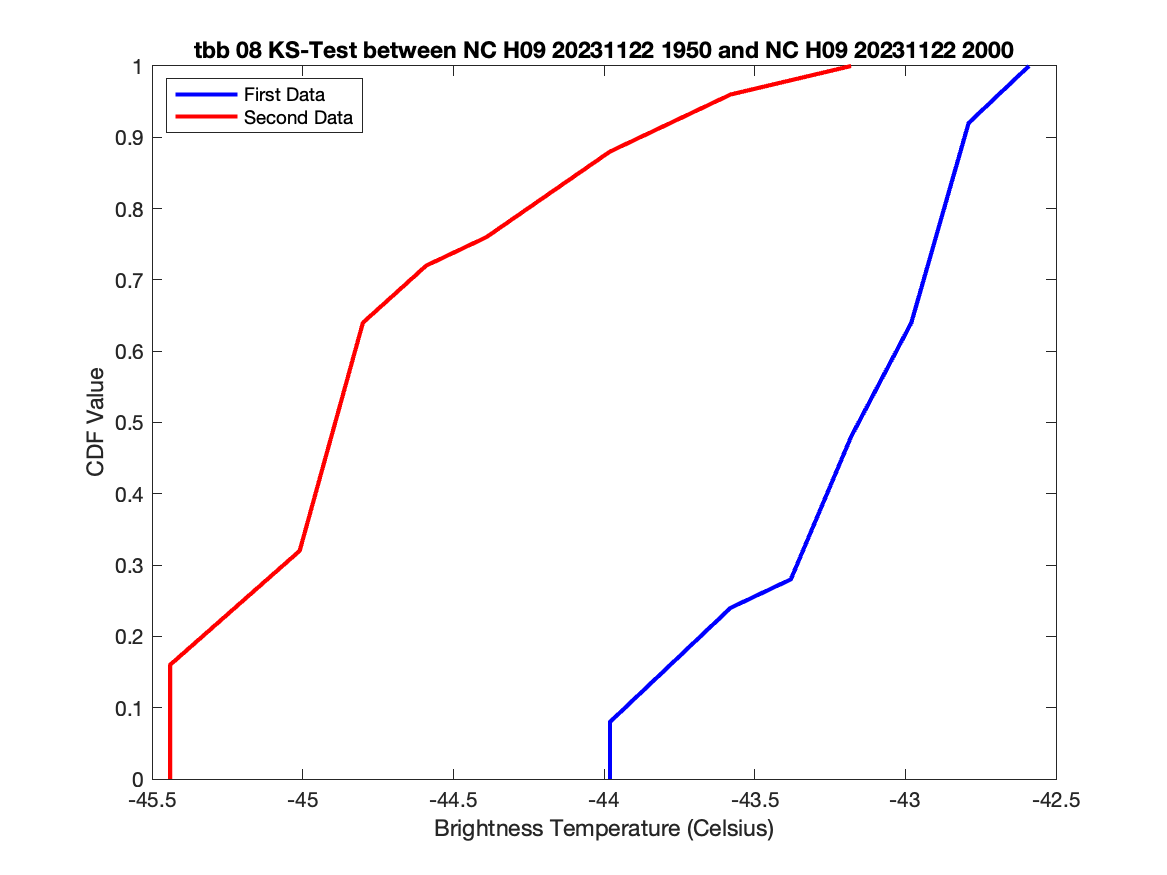 tbb 08 KS-Test between NC H09 20231122 1950 and NC H09 20231122 2000
First Data
Second Data
1
0.9
0.8
0.7
0.6
0.5
0.4
0.3
0.2
0.1
0
CDF Value
-45.5 -45 -44.5 -44 -43.5 -43 -42.5
Brightness Temperature (Celsius)